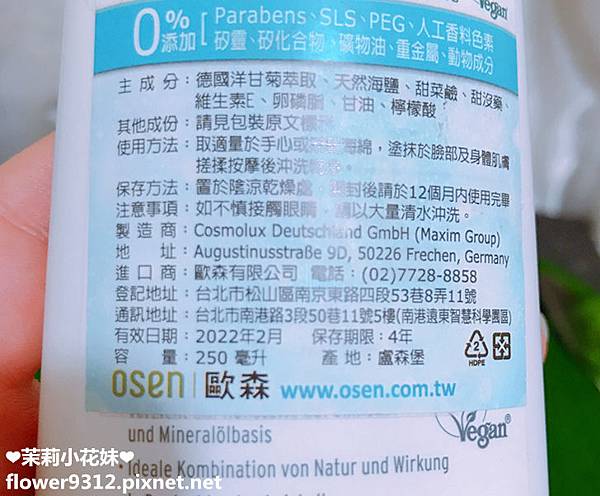 Vegan
0%
添加
Parabens、SLS、PEG、人工香料色素
矽靈、矽化合物、礦物油、重金屬、動物成分
主 成 分：德國洋甘菊萃取、天然海鹽、甜菜鹼、甜沒藥、
維生素E、卵磷脂、甘油、檸檬酸
其他成份：請見包裝原文標
使用方法：取適量於手心或 海綿，塗抹於臉部及身體肌膚
搓揉按摩後沖洗
保存方法：置於陰涼乾燥處， 封後請於12個月內使用完畢
注意事項：如不慎接觸眼睛，請以大量清水沖洗。
製 造 商：Cosmolux Deutschland GmbH (Maxim Group)
地 址：Augustinusstraße 9D, 50226 Frechen, Germany
進 口 商：歐森有限公司 電話：(02)7728-8858
登記地址：台北市松山區南京東路四段53巷8弄11號
通訊地址：台北市南港路3段50巷11號5樓(南港遠東智慧科學園區)
有效日期：2022年2月 保存期限：4年
容 量：250 毫升 產 地：盧森堡
2
HDPE
osen 歐森 www.osen.com.tw
und Mineralölbasis
Vegan®
• Ideale Kombination von Natur und Wirkung
❤茉莉小花妹❤
flower9312.pixnet.net